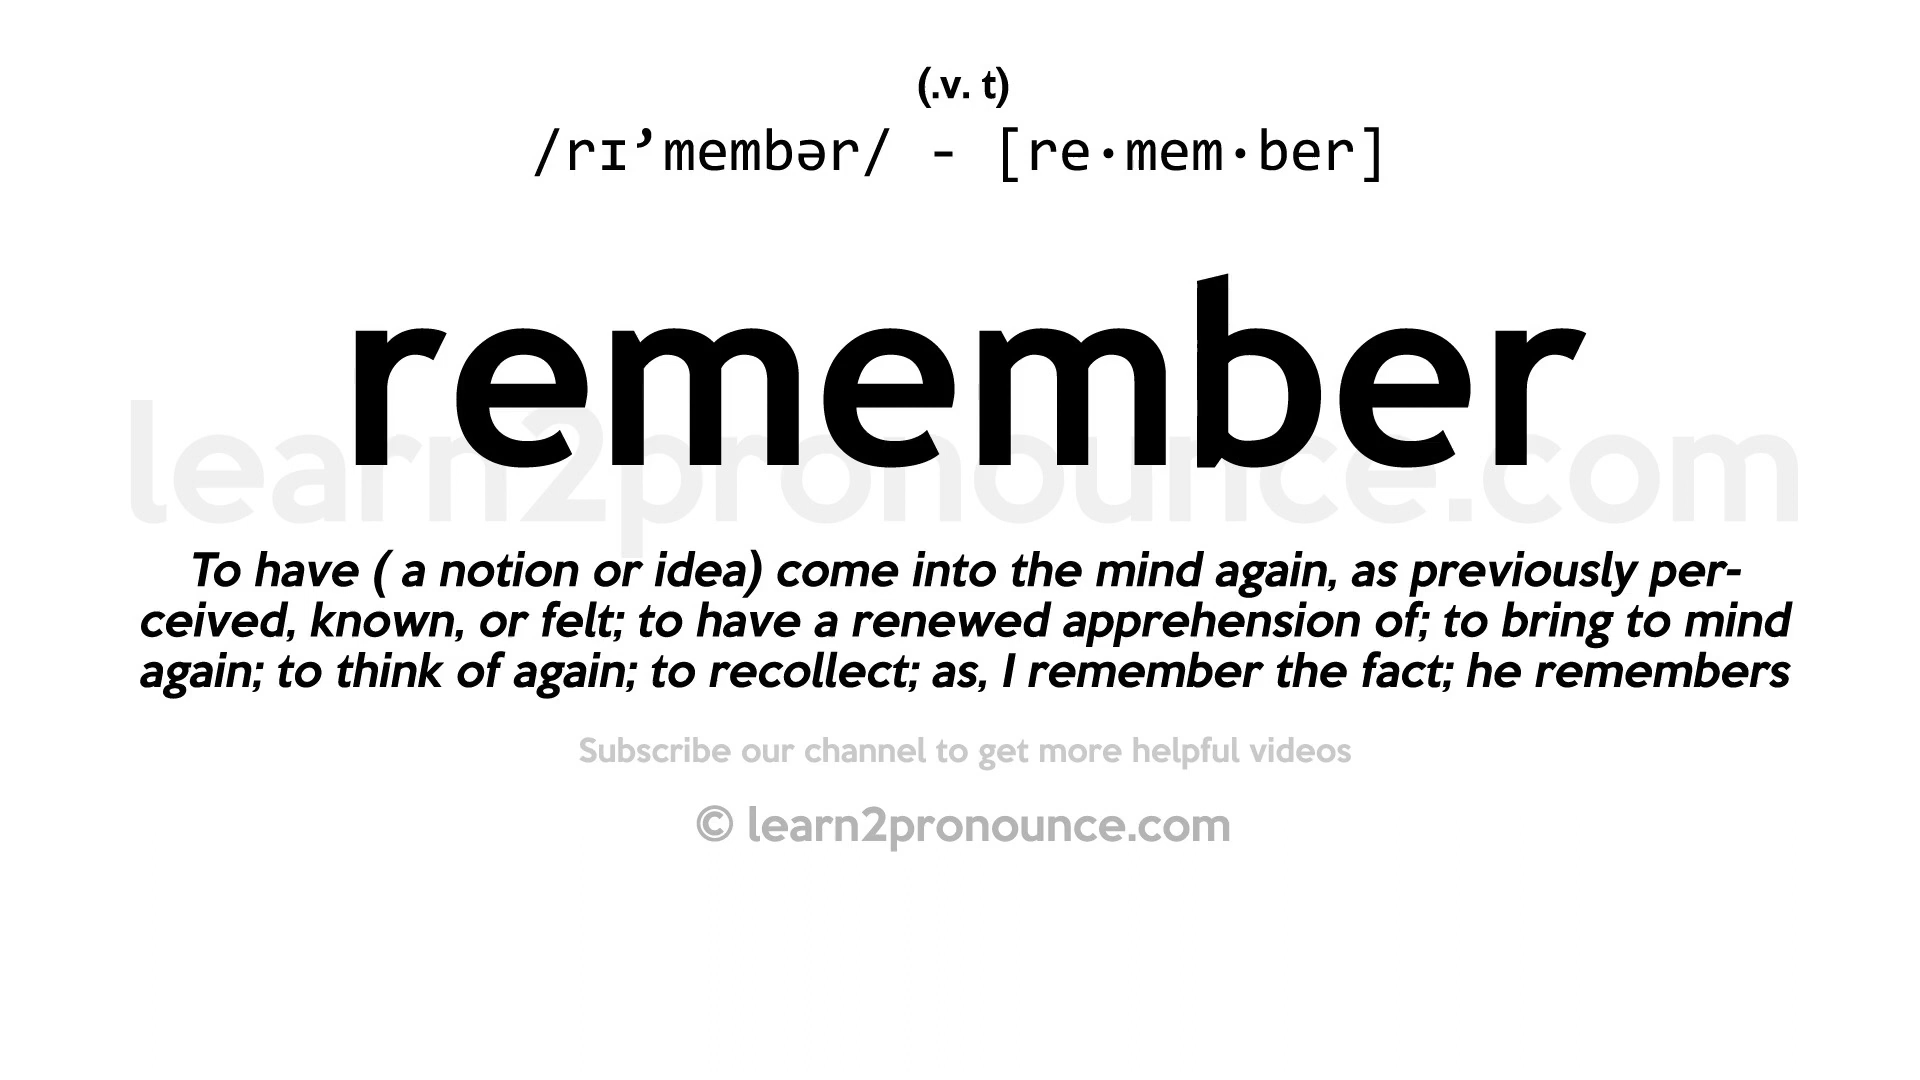 (.v. t)
/rɪ’membər/ - [re·mem·ber]
remember
learn2pronounce.com
To have ( a notion or idea) come into the mind again, as previously per-
ceived, known, or felt; to have a renewed apprehension of; to bring to mind
again; to think of again; to recollect; as, I remember the fact; he remembers
Subscribe our channel to get more helpful videos
© learn2pronounce.com